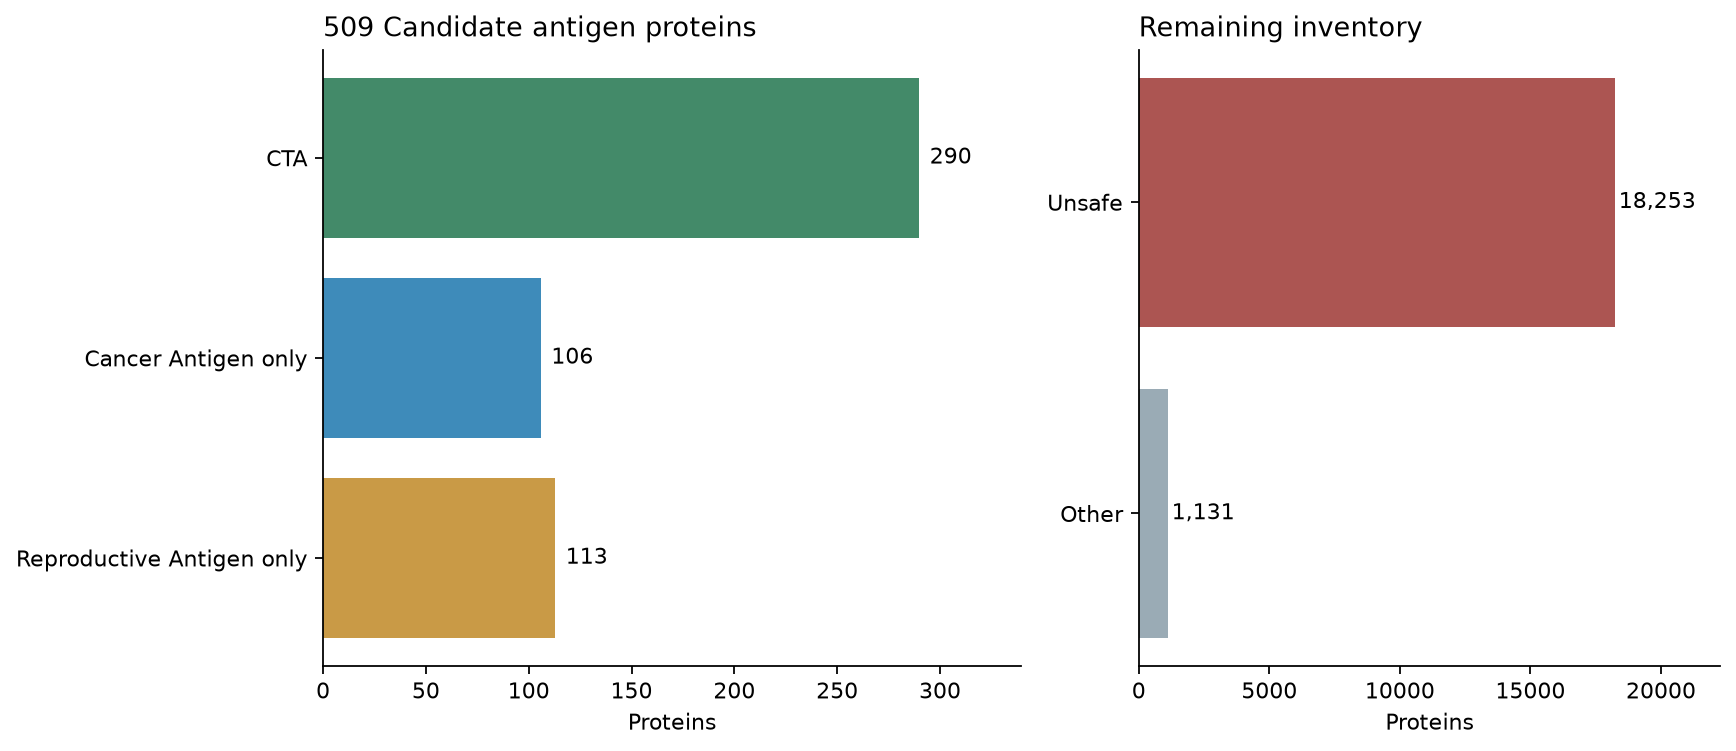 509 Candidate antigen proteins
CTA
290
Cancer Antigen only
106
Reproductive Antigen only
113
0 50 100 150 200 250 300
Proteins
Remaining inventory
Unsafe
18,253
Other
1,131
0 5000 10000 15000 20000
Proteins